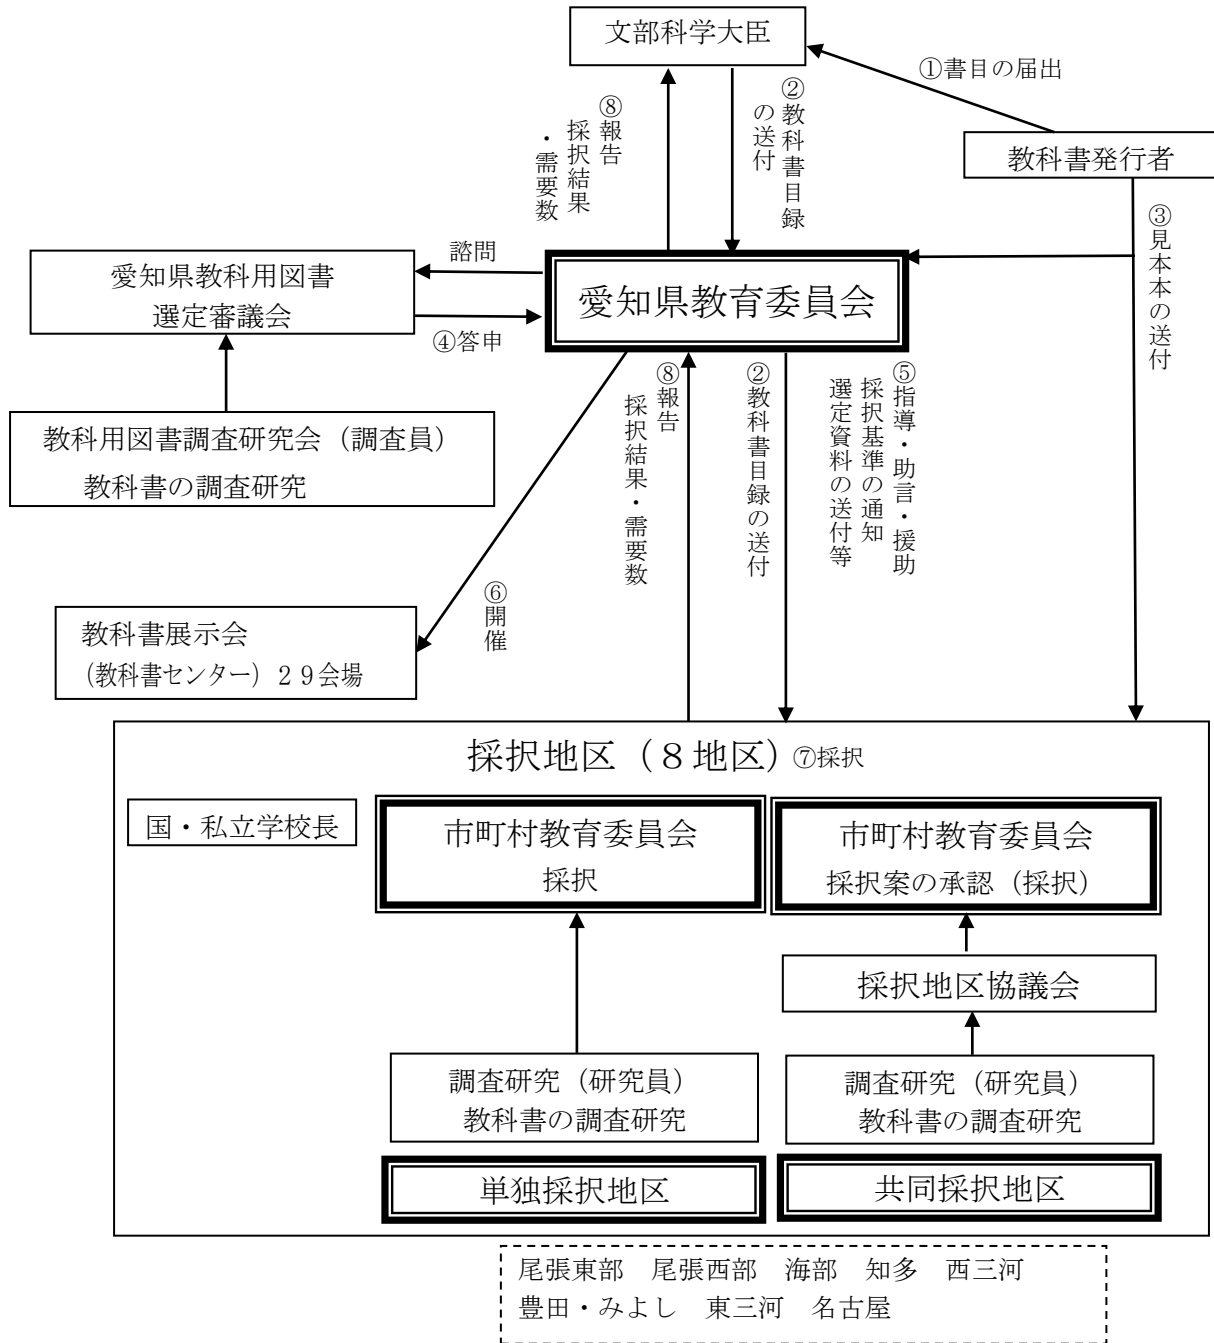 文部科学大臣
①書目の届出
教科書発行者
⑧報告
採択結果
・需要数
②教科書目録
の送付
③見本本の送付
愛知県教科用図書
選定審議会
諮問
④答申
愛知県教育委員会
教科用図書調査研究会（調査員）
教科書の調査研究
⑧報告
採択結果・需要数
②教科書目録の送付
⑤指導・助言・援助
採択基準の通知
選定資料の送付等
⑥開催
教科書展示会
（教科書センター）２９会場
採択地区（８地区）⑦採択
国・私立学校長
市町村教育委員会
採択
市町村教育委員会
採択案の承認（採択）
採択地区協議会
調査研究（研究員）
教科書の調査研究
調査研究（研究員）
教科書の調査研究
単独採択地区
共同採択地区
尾張東部　尾張西部　海部　知多　西三河
豊田・みよし　東三河　名古屋